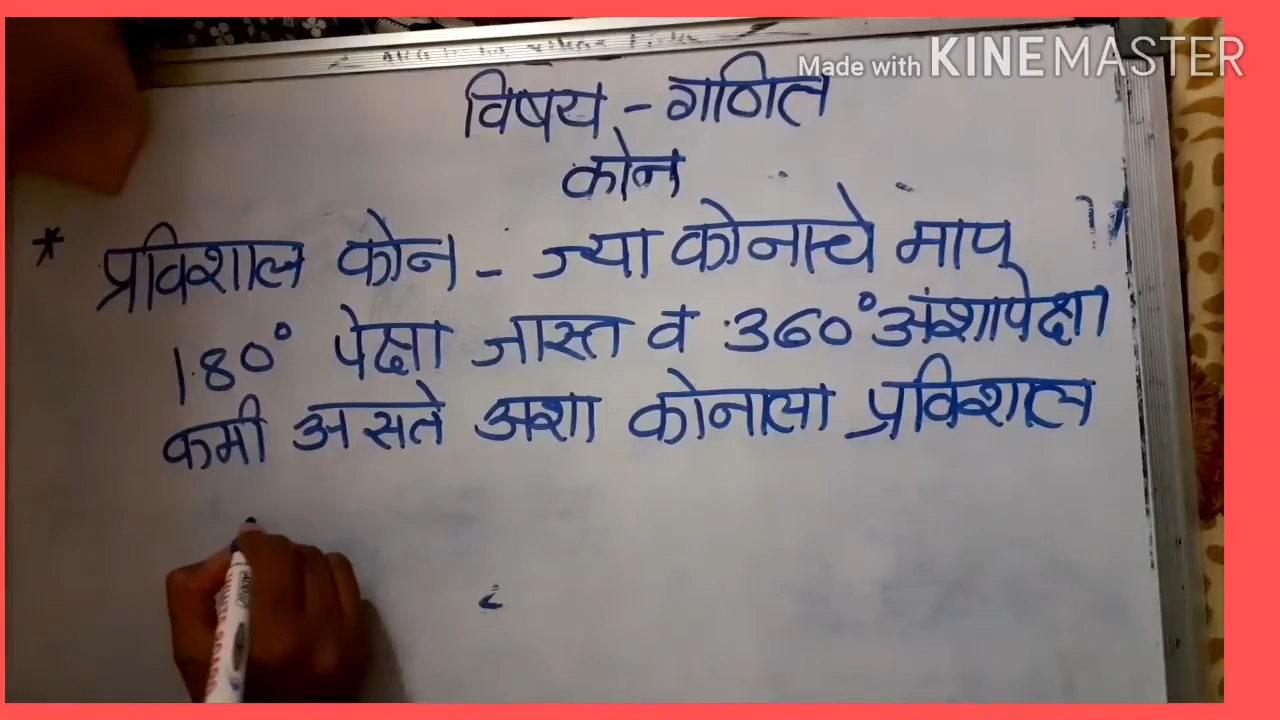 Made with KINEMASTER
विषय - गणित
कोन
* प्रविशाल कोन - ज्या कोनाचे माप
180° पेक्षा जास्त व 360° अंशापेक्षा
कमी असते अशा कोनाला प्रविशाल